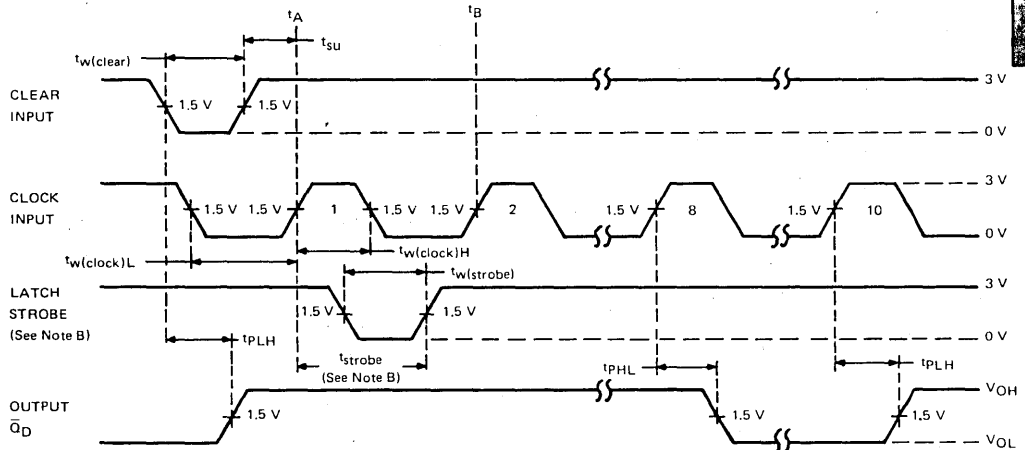 tA
tB
tsu
tw(clear)
CLEAR
INPUT
1.5 V
1.5 V
3 V
0 V
CLOCK
INPUT
1.5 V
1.5 V
1
1.5 V
1.5 V
2
1.5 V
8
1.5 V
10
3 V
0 V
tw(clock)L
tw(clock)H
tw(strobe)
LATCH
STROBE
(See Note B)
1.5 V
1.5 V
3 V
0 V
tPLH
tstrobe
(See Note B)
tPHL
tPLH
OUTPUT
Q̅D
1.5 V
1.5 V
1.5 V
VOH
VOL